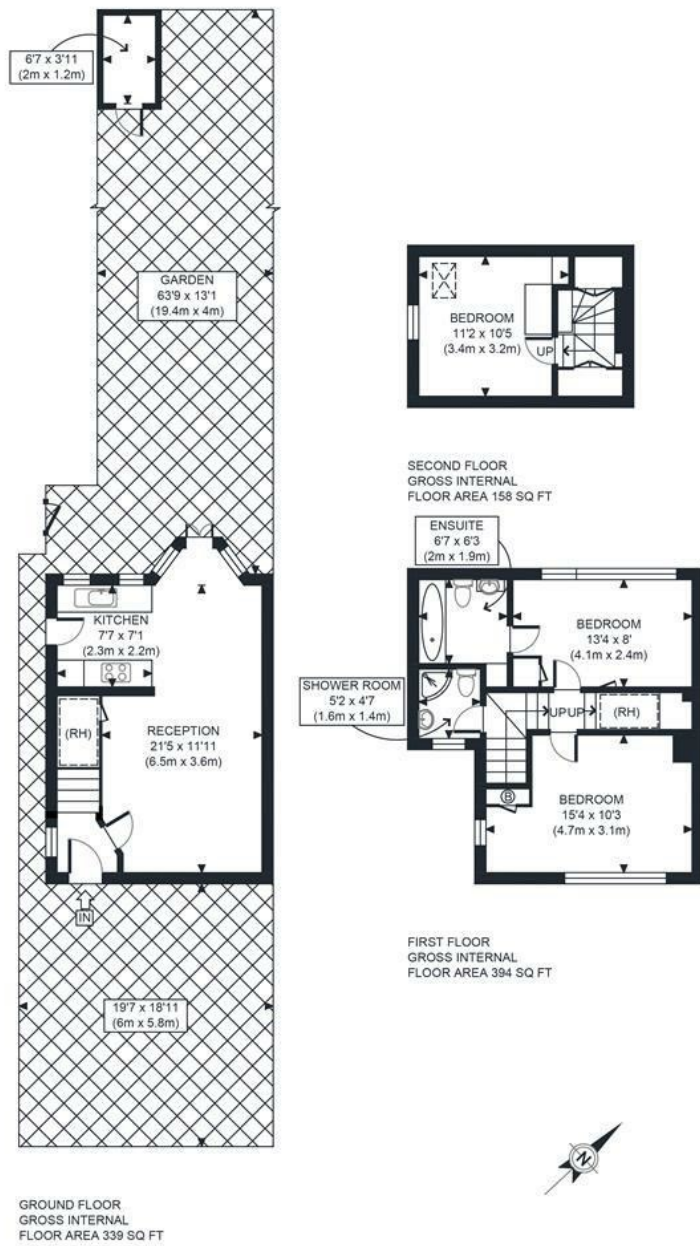 6'7 x 3'11
(2m x 1.2m)
GARDEN
63'9 x 13'1
(19.4m x 4m)
KITCHEN
7'7 x 7'1
(2.3m x 2.2m)
(RH)
RECEPTION
21'5 x 11'11
(6.5m x 3.6m)
IN
19'7 x 18'11
(6m x 5.8m)
GROUND FLOOR
GROSS INTERNAL
FLOOR AREA 339 SQ FT
BEDROOM
11'2 x 10'5
(3.4m x 3.2m)
UP
SECOND FLOOR
GROSS INTERNAL
FLOOR AREA 158 SQ FT
ENSUITE
6'7 x 6'3
(2m x 1.9m)
BEDROOM
13'4 x 8'
(4.1m x 2.4m)
SHOWER ROOM
5'2 x 4'7
(1.6m x 1.4m)
UP UP
(RH)
B
BEDROOM
15'4 x 10'3
(4.7m x 3.1m)
FIRST FLOOR
GROSS INTERNAL
FLOOR AREA 394 SQ FT
N